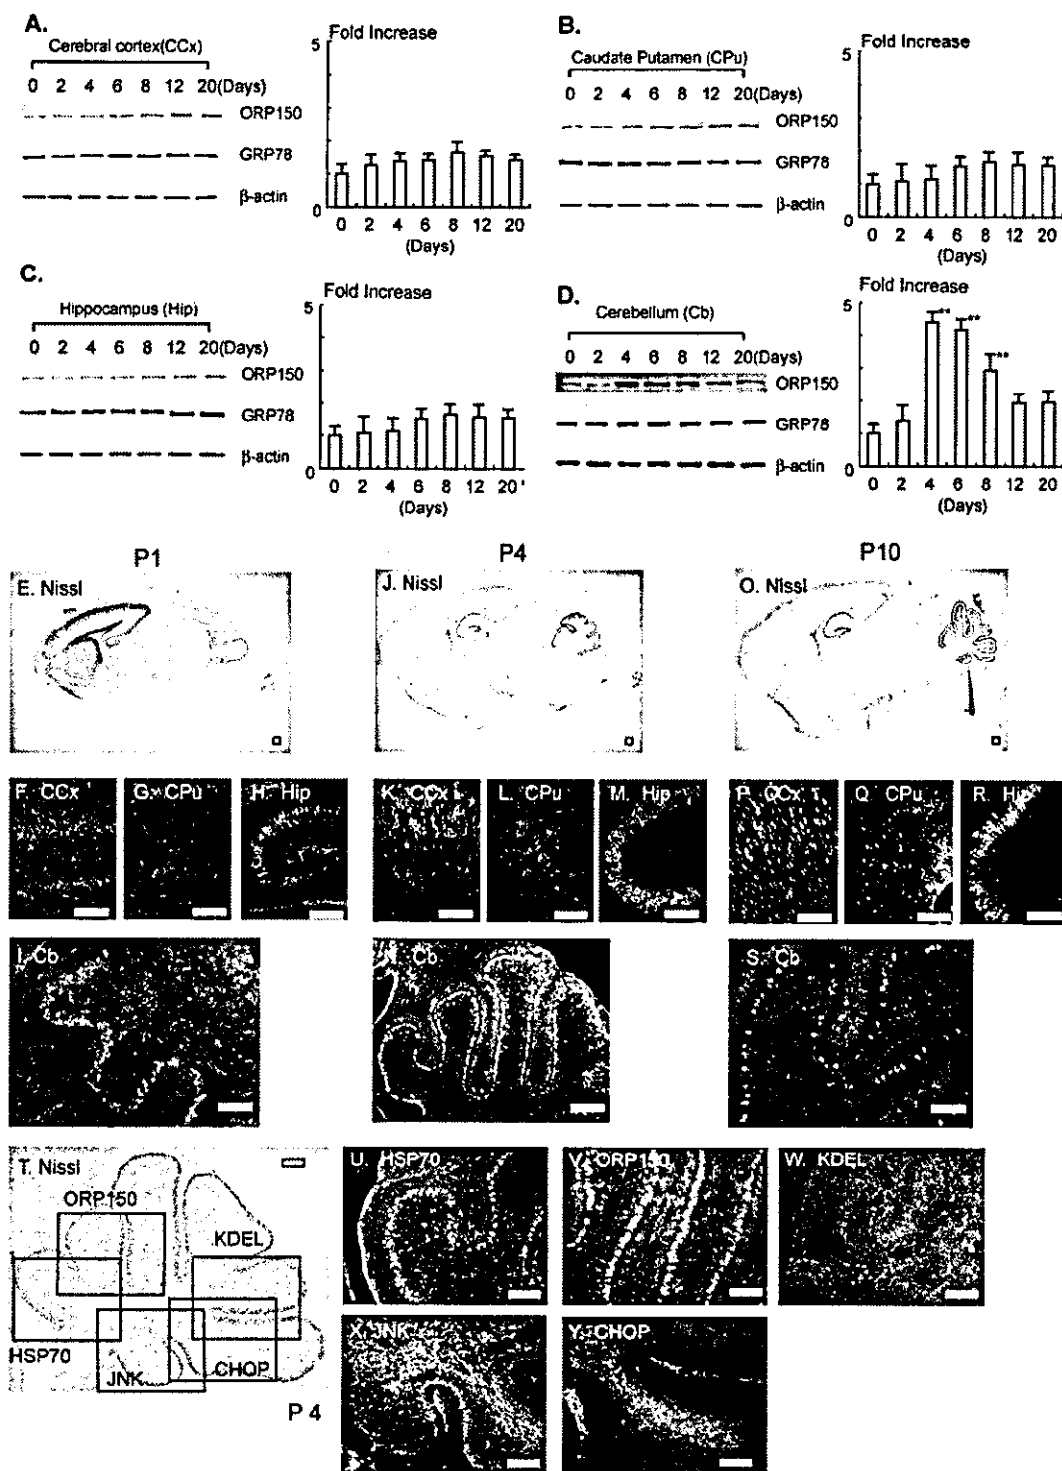 A.
Cerebral cortex(CCx)
0 2 4 6 8 12 20(Days)
ORP150
GRP78
β-actin
Fold Increase
5
0
0 2 4 6 8 12 20
(Days)
B.
Caudate Putamen (CPu)
0 2 4 6 8 12 20(Days)
ORP150
GRP78
β-actin
Fold Increase
5
0
0 2 4 6 8 12 20
(Days)
C.
Hippocampus (Hip)
0 2 4 6 8 12 20(Days)
ORP150
GRP78
β-actin
Fold Increase
5
0
0 2 4 6 8 12 20
(Days)
D.
Cerebellum (Cb)
0 2 4 6 8 12 20(Days)
ORP150
GRP78
β-actin
Fold Increase
5
0
** ** **
0 2 4 6 8 12 20
(Days)
P1 P4 P10
E. Nissl J. Nissl O. Nissl
F. CCx G. CPu H. Hip K. CCx L. CPu M. Hip P. CCx Q. CPu R. Hip
I. Cb N. Cb S. Cb
T. Nissl
ORP150
KDEL
HSP70
JNK
CHOP
P 4
U. HSP70 V. ORP150 W. KDEL
X. JNK Y. CHOP